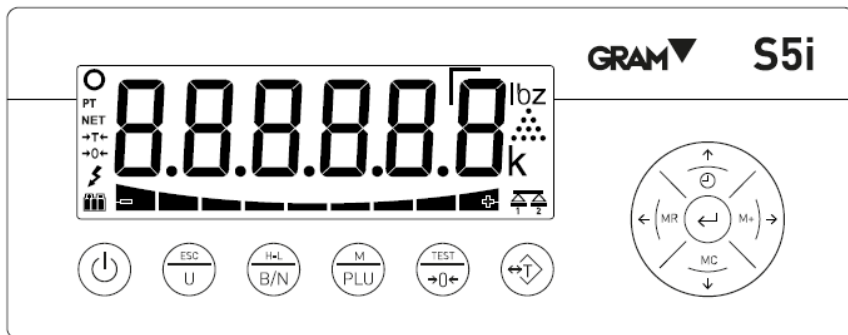 GRAM S5i
8.8.8.8.8.8
lbz
k
PT
NET
→T←
→0←
1 2
ESC
U
H-L
B/N
M
PLU
TEST
→0←
↔T
MR
M+
MC